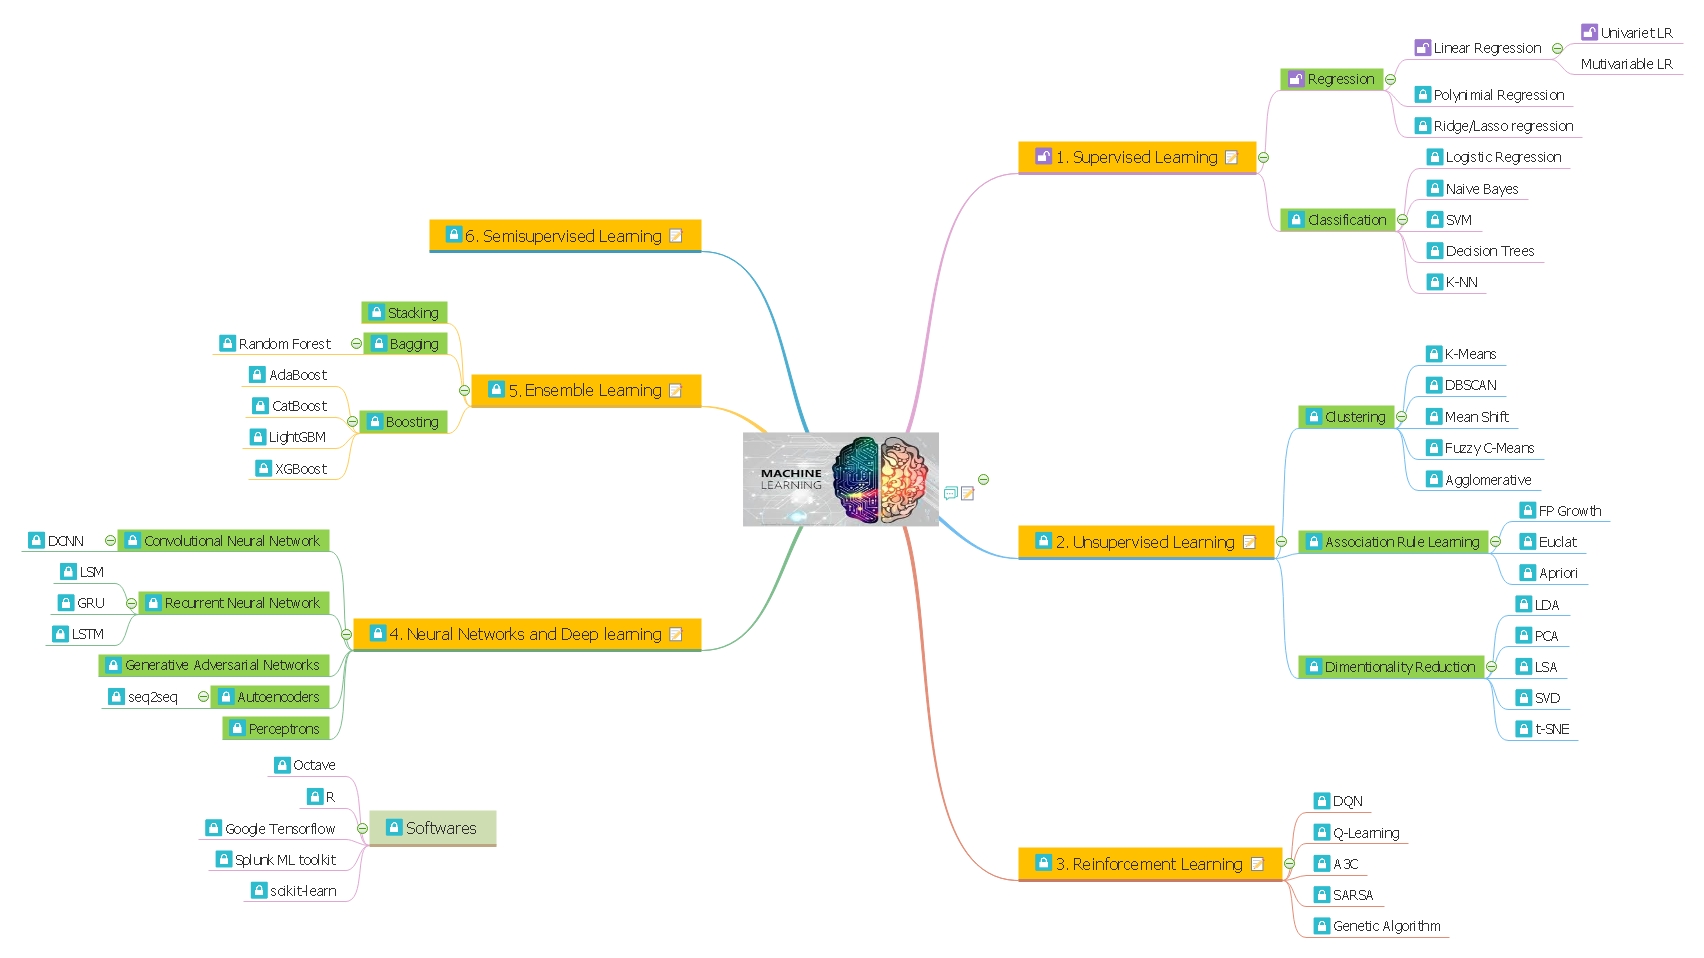 MACHINE
LEARNING
1. Supervised Learning
Regression
Linear Regression
Univariet LR
Mutivariable LR
Polynimial Regression
Ridge/Lasso regression
Classification
Logistic Regression
Naive Bayes
SVM
Decision Trees
K-NN
2. Unsupervised Learning
Clustering
K-Means
DBSCAN
Mean Shift
Fuzzy C-Means
Agglomerative
Association Rule Learning
FP Growth
Euclat
Apriori
Dimentionality Reduction
LDA
PCA
LSA
SVD
t-SNE
3. Reinforcement Learning
DQN
Q-Learning
A3C
SARSA
Genetic Algorithm
4. Neural Networks and Deep learning
Convolutional Neural Network
DCNN
Recurrent Neural Network
LSM
GRU
LSTM
Generative Adversarial Networks
Autoencoders
seq2seq
Perceptrons
5. Ensemble Learning
Stacking
Bagging
Random Forest
Boosting
AdaBoost
CatBoost
LightGBM
XGBoost
6. Semisupervised Learning
Softwares
Octave
R
Google Tensorflow
Splunk ML toolkit
scikit-learn